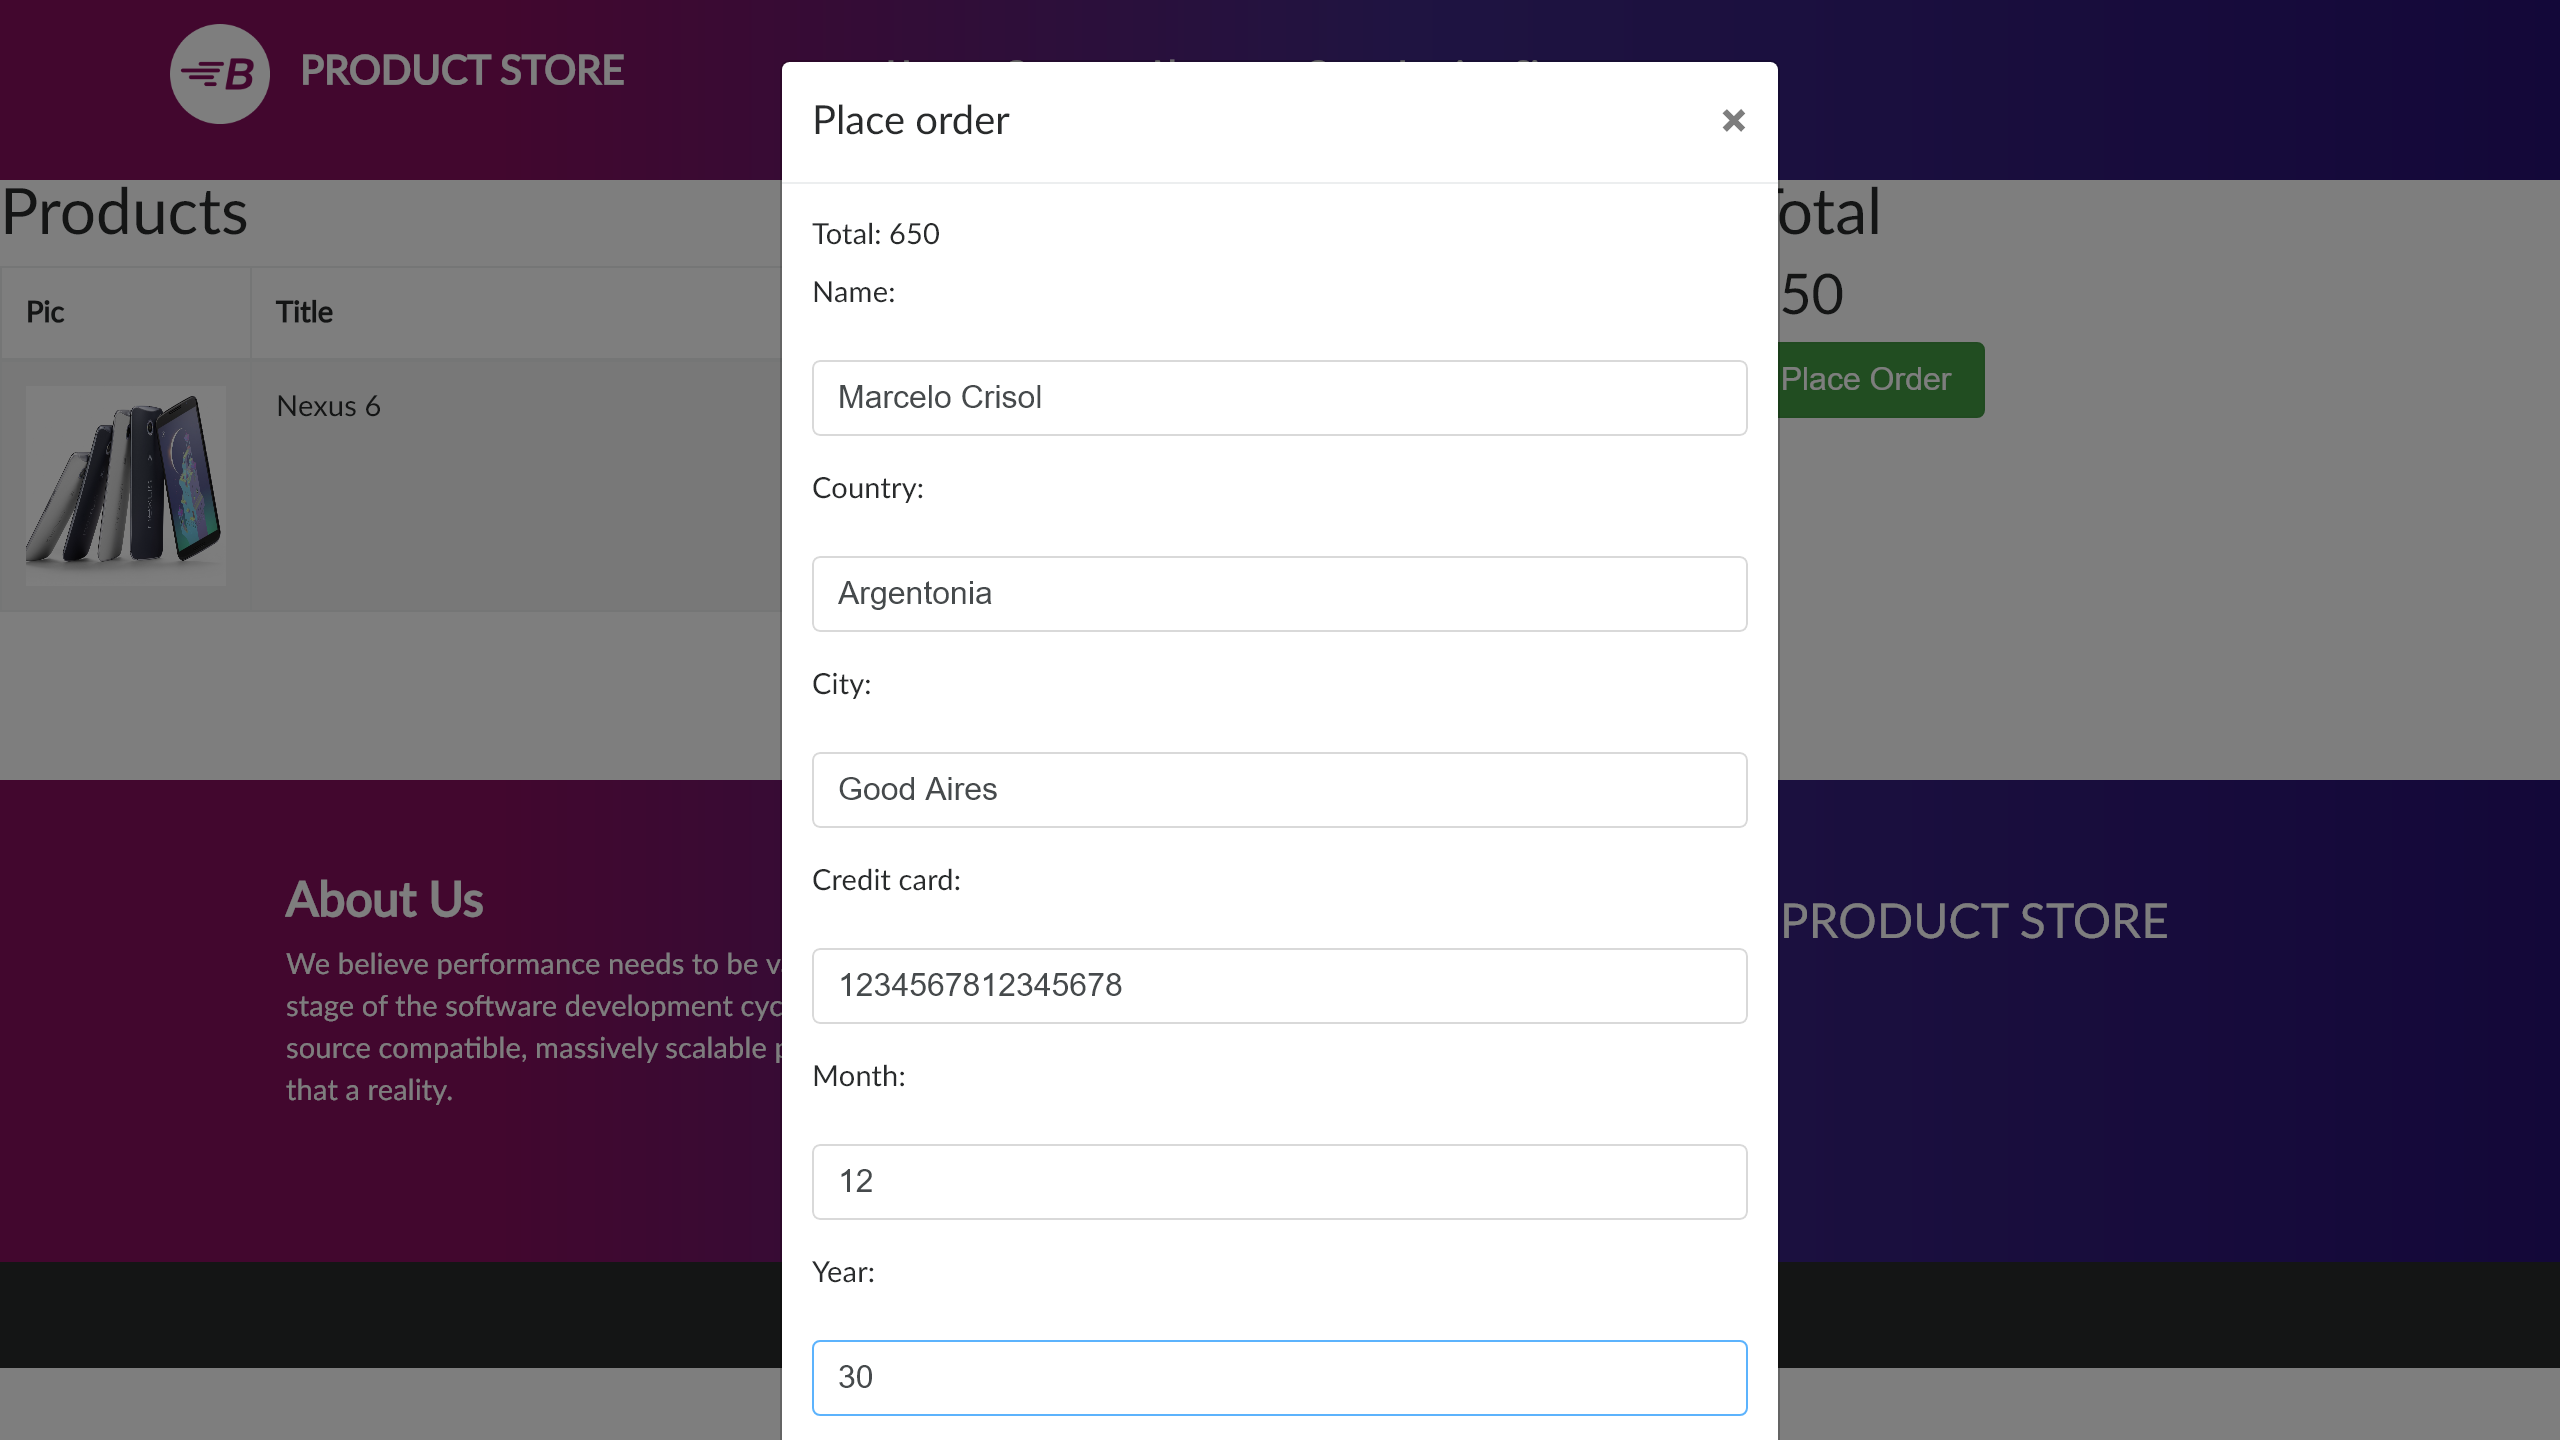 B PRODUCT STORE
Place order
×
Products
Total: 650
Total
50
Name:
Pic Title
Marcelo Crisol
Place Order
Nexus 6
Country:
Argentonia
City:
Good Aires
Credit card:
About Us
PRODUCT STORE
We believe performance needs to be
stage of the software development
source compatible, massively scalable
that a reality.
1234567812345678
Month:
12
Year:
30